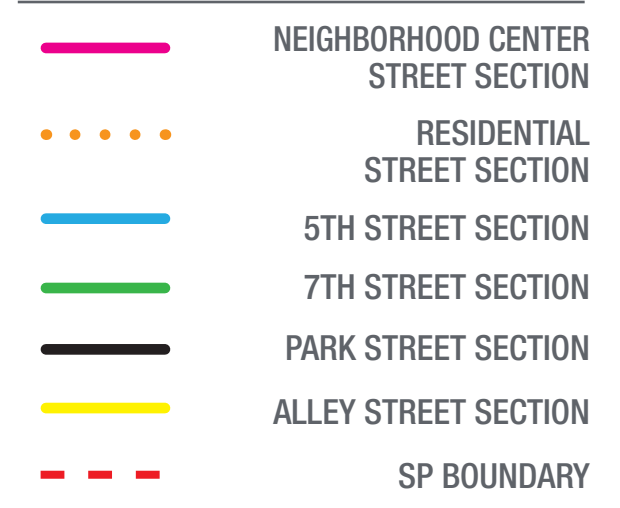 NEIGHBORHOOD CENTER
STREET SECTION
RESIDENTIAL
STREET SECTION
5TH STREET SECTION
7TH STREET SECTION
PARK STREET SECTION
ALLEY STREET SECTION
SP BOUNDARY